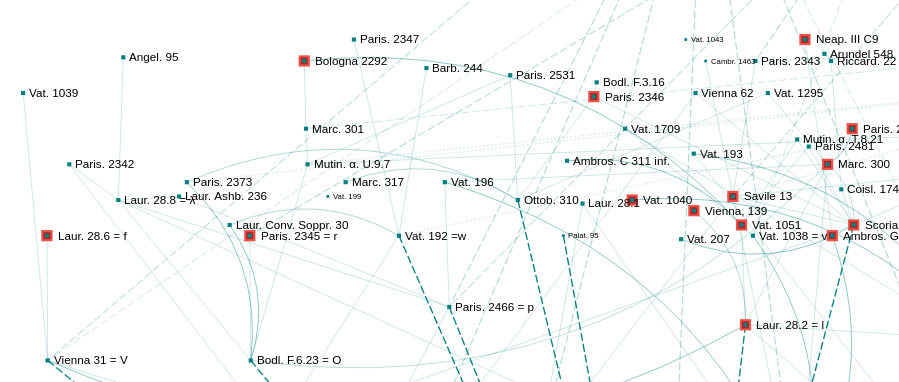 Paris. 2347
Vat. 1043
Neap. III C9
Angel. 95
Bologna 2292
Barb. 244
Paris. 2531
Cambr. 1463
Paris. 2343
Arundel 548
Riccard. 22
Vat. 1039
Bodl. F.3.16
Paris. 2346
Vienna 62
Vat. 1295
Marc. 301
Vat. 1709
Paris. 2
Mutin. α. T.8.21
Paris. 2481
Paris. 2342
Mutin. α. U.9.7
Ambros. C 311 inf.
Vat. 193
Marc. 300
Paris. 2373
Marc. 317
Vat. 196
Coisl. 174
Laur. 28.8 =
Laur. Ashb. 236
Vat. 199
Ottob. 310
Laur. 28.1
Vat. 1040
Savile 13
Vienna, 139
Laur. Conv. Soppr. 30
Vat. 1051
Scoria
Laur. 28.6 = f
Paris. 2345 = r
Vat. 192 =w
Palat. 95
Vat. 207
Vat. 1038 = v
Ambros. G
Paris. 2466 = p
Laur. 28.2 = l
Vienna 31 = V
Bodl. F.6.23 = O